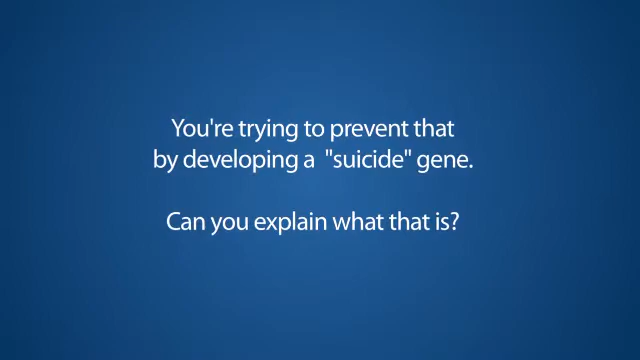 You're trying to prevent that
by developing a  "suicide" gene.
Can you explain what that is?